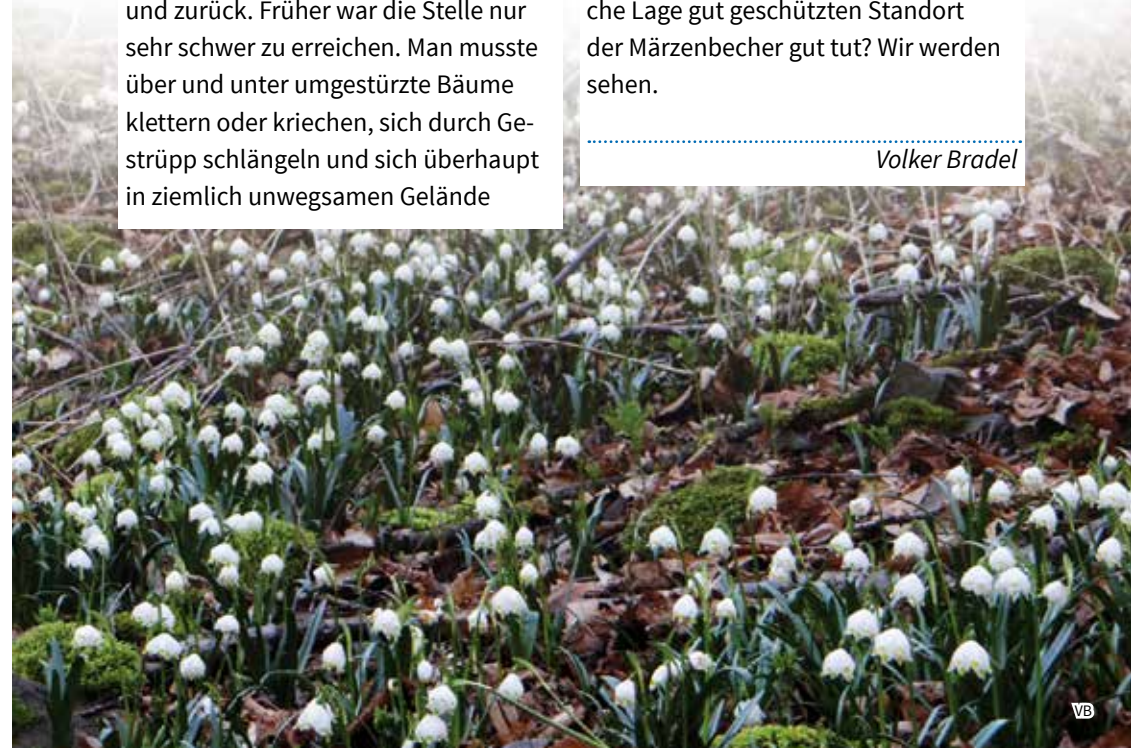 und zurück. Früher war die Stelle nur
sehr schwer zu erreichen. Man musste
über und unter umgestürzte Bäume
klettern oder kriechen, sich durch Ge-
strüpp schlängeln und sich überhaupt
in ziemlich unwegsamen Gelände
che Lage gut geschützten Standort
der Märzenbecher gut tut? Wir werden
sehen.
Volker Bradel
VB